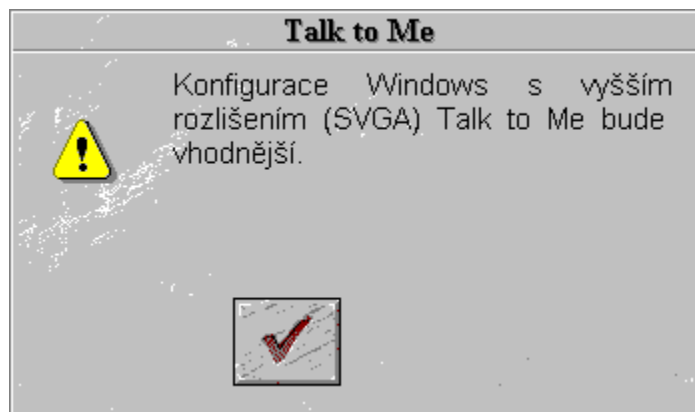 Talk to Me
Konfigurace Windows s vyšším
rozlišením (SVGA) Talk to Me bude
vhodnější.